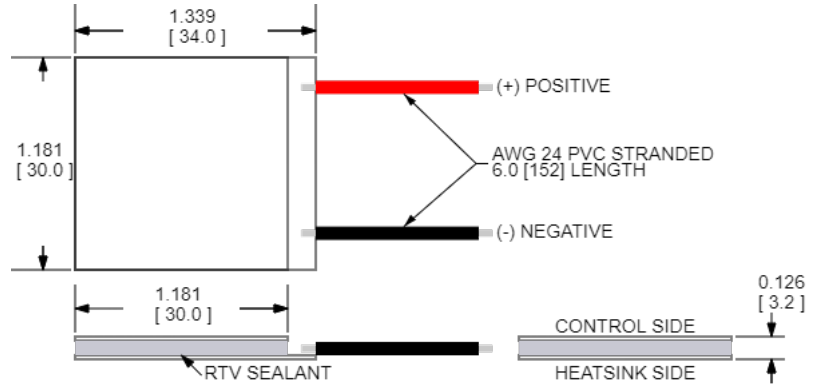 1.339
[ 34.0 ]
(+) POSITIVE
1.181
[ 30.0 ]
AWG 24 PVC STRANDED
6.0 [152] LENGTH
(-) NEGATIVE
1.181
[ 30.0 ]
0.126
[ 3.2 ]
CONTROL SIDE
RTV SEALANT
HEATSINK SIDE